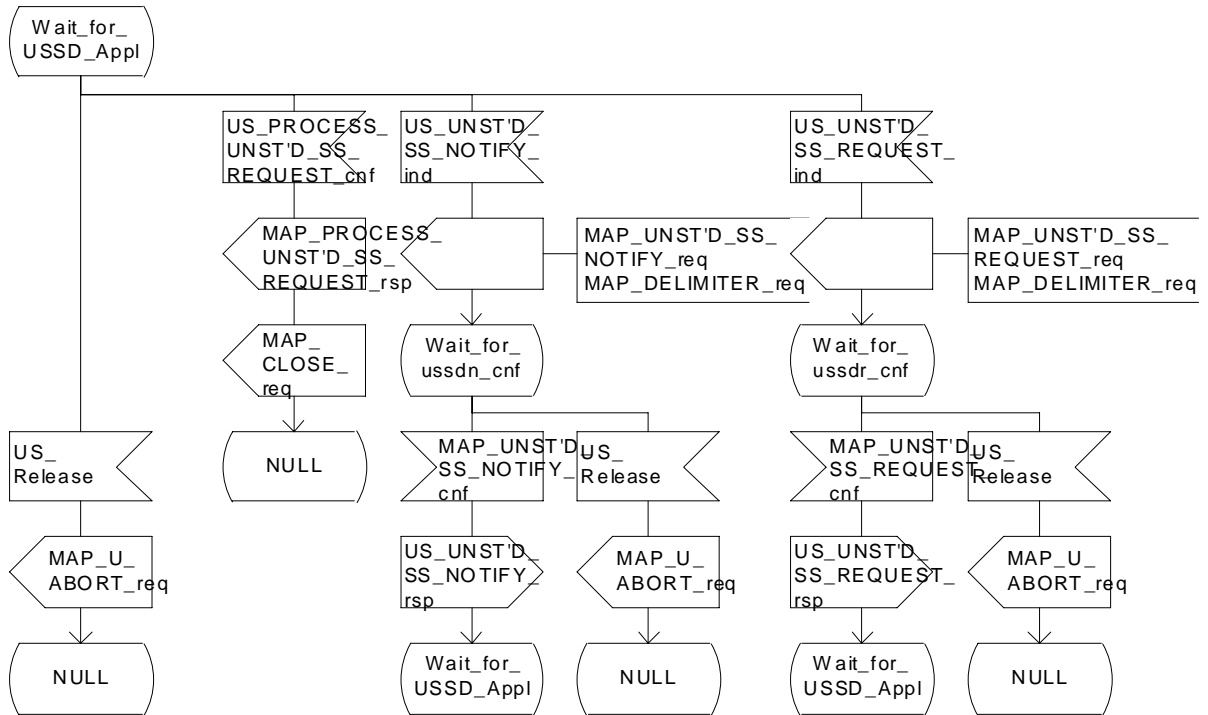 Wait_for_
USSD_Appl
US_PROCESS_
UNST'D_SS_
REQUEST_cnf
US_UNST'D_
SS_NOTIFY_
ind
US_UNST'D_
SS_REQUEST_
ind
MAP_PROCESS_
UNST'D_SS_
REQUEST_rsp
MAP_UNST'D_SS_
NOTIFY_req
MAP_DELIMITER_req
MAP_UNST'D_SS_
REQUEST_req
MAP_DELIMITER_req
MAP_
CLOSE_
req
Wait_for_
ussdn_cnf
Wait_for_
ussdr_cnf
US_
Release
NULL
MAP_UNST'D_
SS_NOTIFY_
cnf
US_
Release
MAP_UNST'D_
SS_REQUEST_
cnf
US_
Release
MAP_U_
ABORT_req
US_UNST'D_
SS_NOTIFY_
rsp
MAP_U_
ABORT_req
US_UNST'D_
SS_REQUEST_
rsp
MAP_U_
ABORT_req
NULL
Wait_for_
USSD_Appl
NULL
Wait_for_
USSD_Appl
NULL